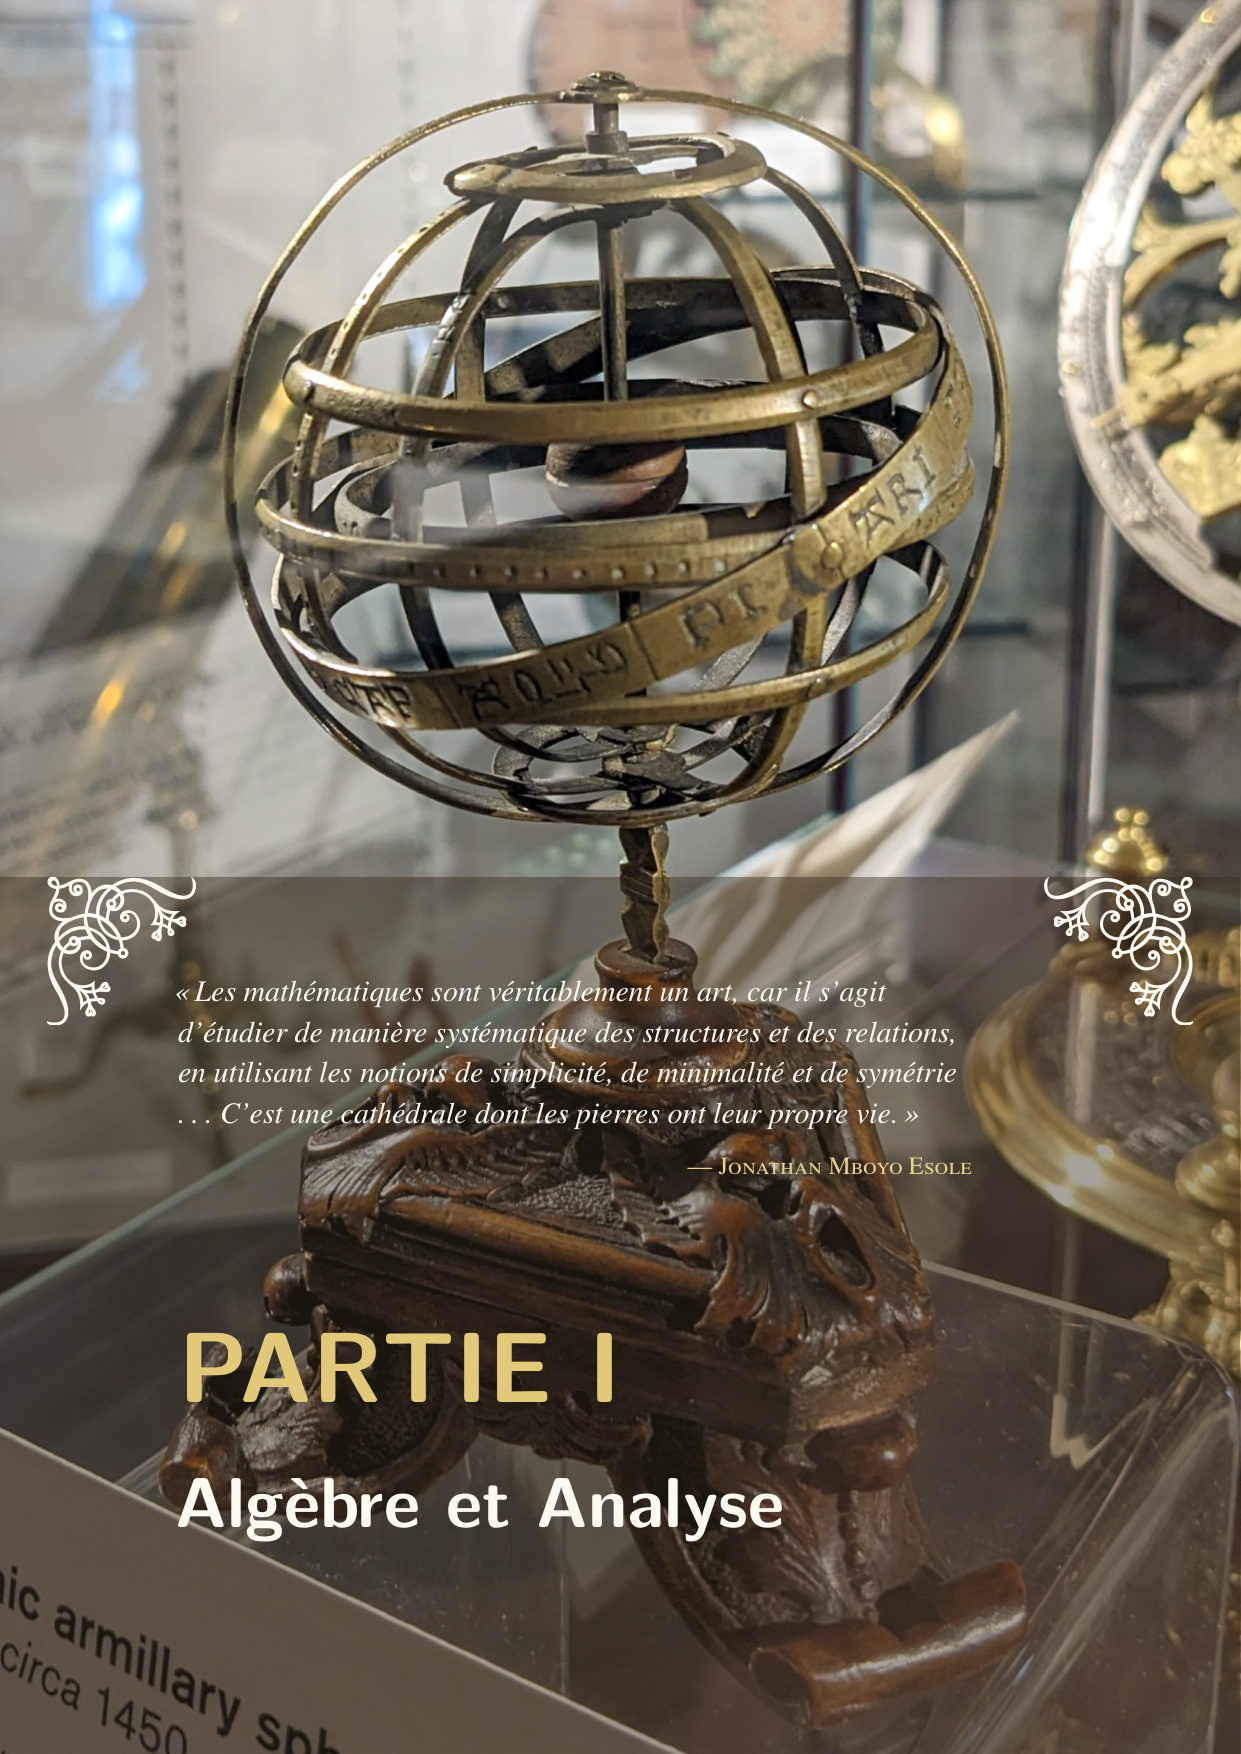 ARI
PI
« Les mathématiques sont véritablement un art, car il s’agit
d’étudier de manière systématique des structures et des relations,
en utilisant les notions de simplicité, de minimalité et de symétrie
. . . C’est une cathédrale dont les pierres ont leur propre vie. »
— Jonathan Mboyo Esole
PARTIE I
Algèbre et Analyse
armillary
circa 1450